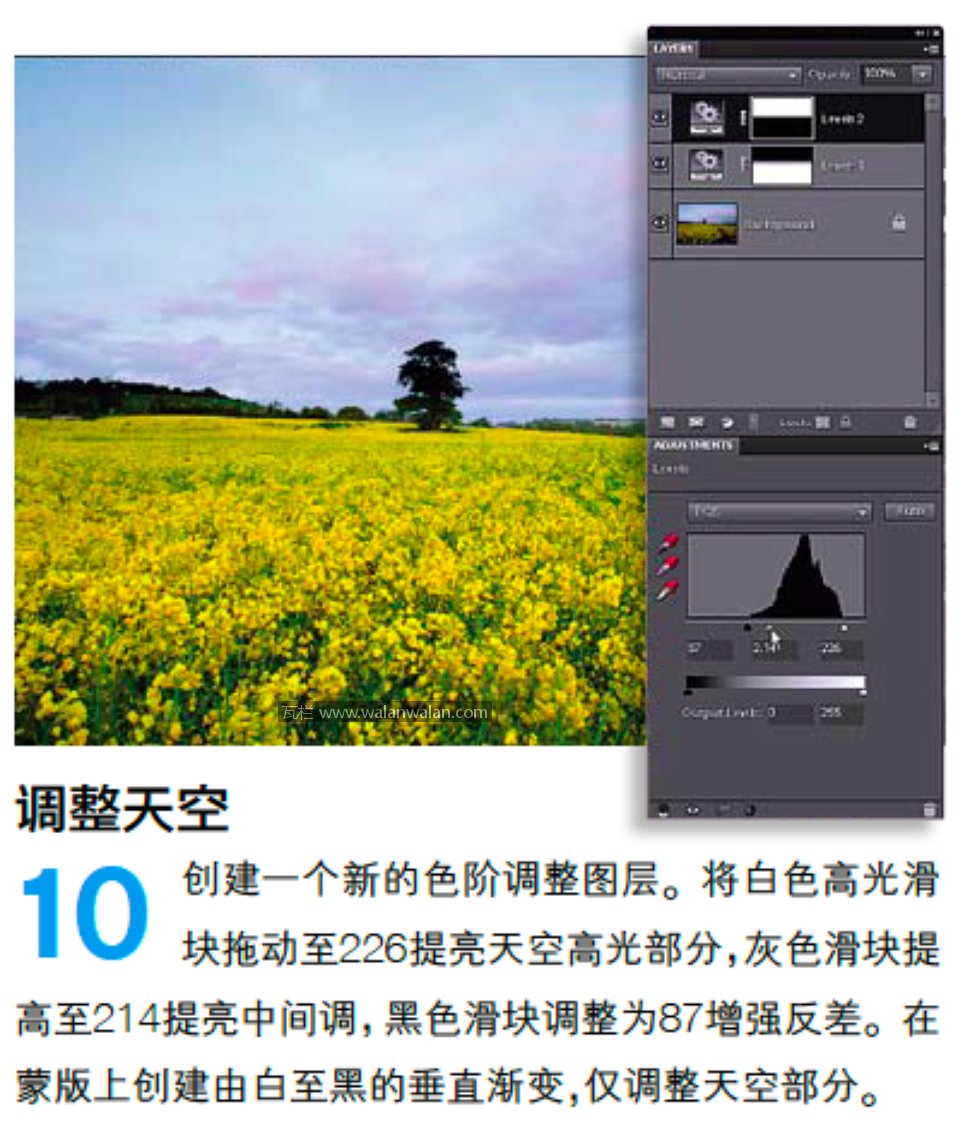 LAYERS
Normal
Opacity: 100%
Levels 2
Levels 1
Background
Lock:
ADJUSTMENTS
Levels
RGB
Auto
87
226
Output Levels: 0
255
瓦栏 www.walanwalan.com
调整天空
10
创建一个新的色阶调整图层。将白色高光滑
块拖动至226提亮天空高光部分,灰色滑块提
高至214提亮中间调,黑色滑块调整为87增强反差。在
蒙版上创建由白至黑的垂直渐变,仅调整天空部分。